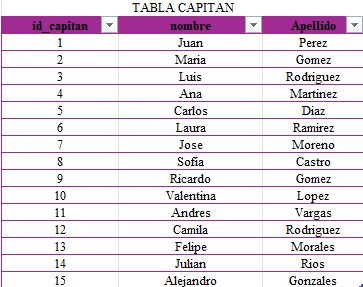 TABLA CAPITAN
id_capitan nombre Apellido
1 Juan Perez
2 Maria Gomez
3 Luis Rodriguez
4 Ana Martinez
5 Carlos Diaz
6 Laura Ramirez
7 Jose Moreno
8 Sofia Castro
9 Ricardo Gomez
10 Valentina Lopez
11 Andres Vargas
12 Camila Rodriguez
13 Felipe Morales
14 Julian Rios
15 Alejandro Gonzales